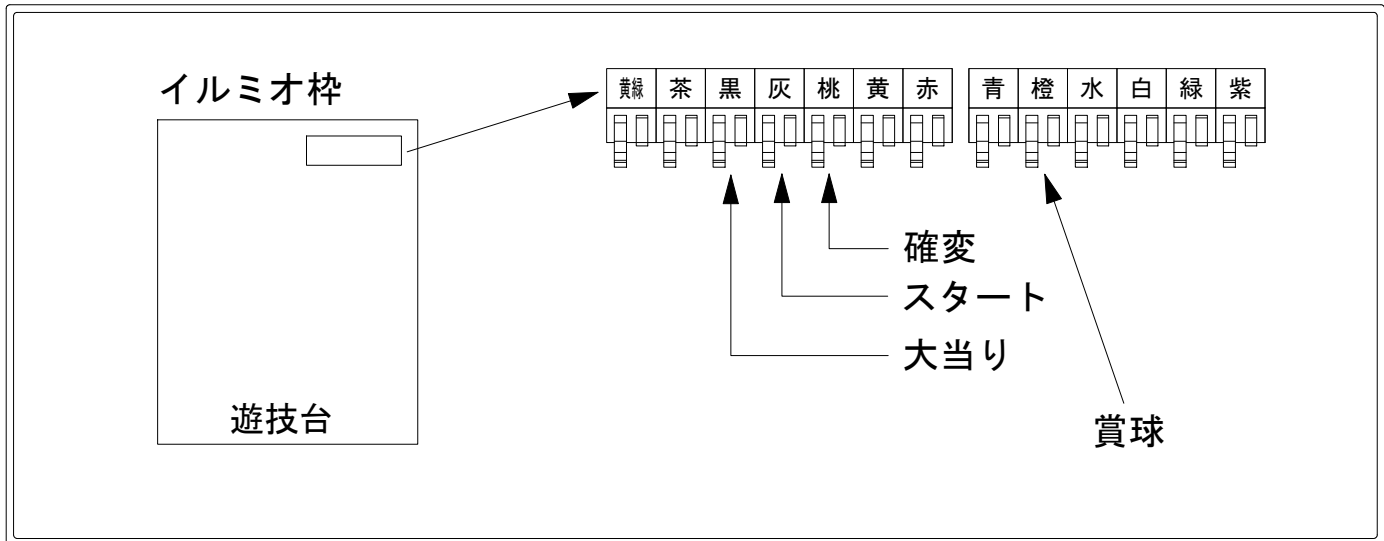 イルミオ枠
黄緑 茶 黒 灰 桃 黄 赤 青 橙 水 白 緑 紫
確変
スタート
大当り
遊技台
賞球